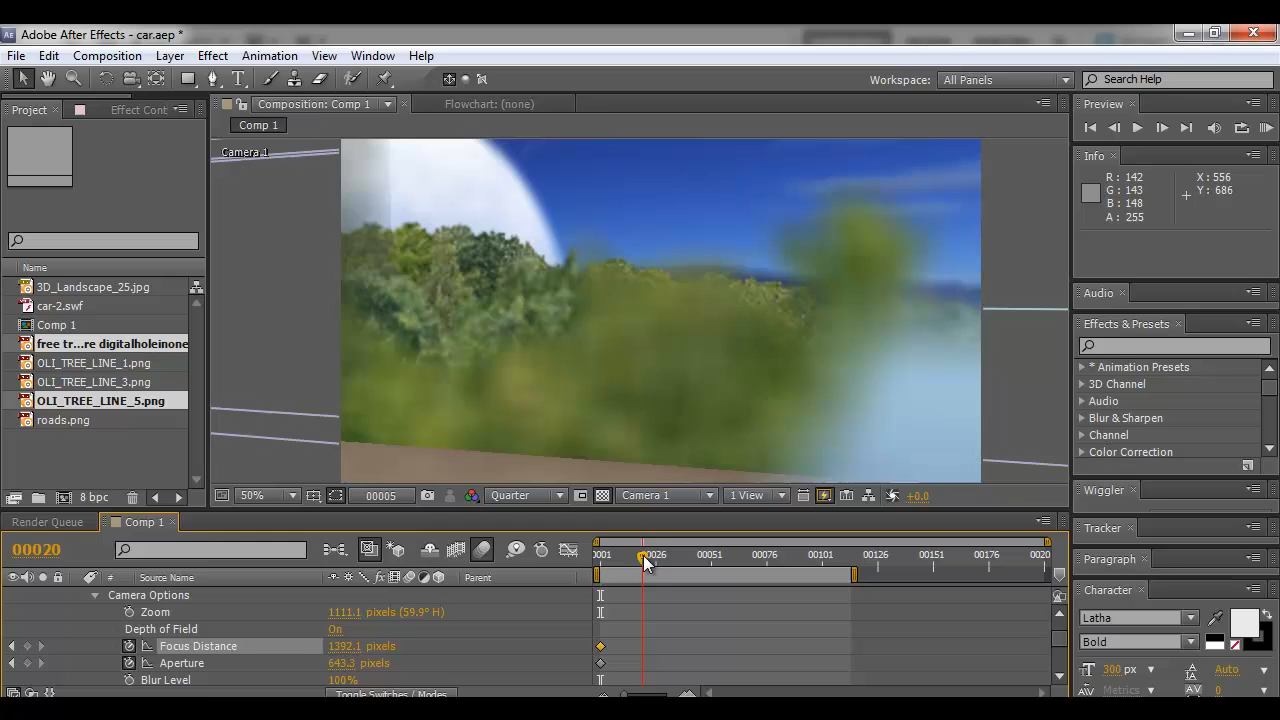 Adobe After Effects - car.aep *
File Edit Composition Layer Effect Animation View Window Help
Workspace: All Panels Search Help
Project Effect Cont
Composition: Comp 1 Flowchart: (none)
Comp 1
Camera 1
Name
3D_Landscape_25.jpg
car-2.swf
Comp 1
free tr...re digitalholeinone
OLI_TREE_LINE_1.png
OLI_TREE_LINE_3.png
OLI_TREE_LINE_5.png
roads.png
8 bpc
50% 00005 Quarter Camera 1 1 View +0.0
Preview
Info
R : 142 X : 556
G : 143 Y : 686
B : 148
A : 255
Audio
Effects & Presets
* Animation Presets
3D Channel
Audio
Blur & Sharpen
Channel
Color Correction
Wiggler
Tracker
Paragraph
Character
Latha
Bold
300 px Auto
Metrics 0
Render Queue Comp 1
00020
0001 00026 00051 00076 00101 00126 00151 00176 0020
# Source Name Parent
Camera Options
Zoom 1111.1 pixels (59.9° H)
Depth of Field On
Focus Distance 1392.1 pixels
Aperture 643.3 pixels
Blur Level 100%
Toggle Switches / Modes